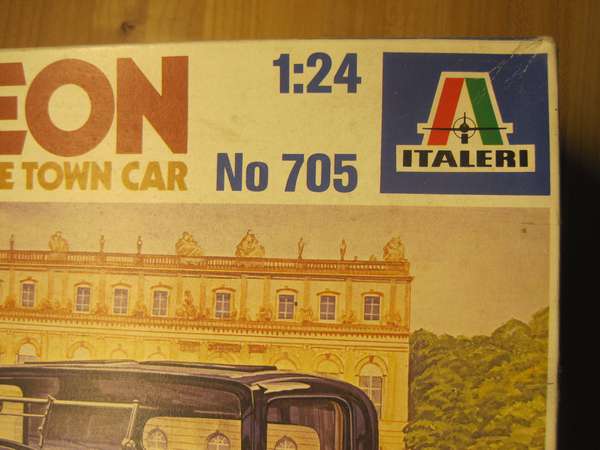 EON
E TOWN CAR
1:24
No 705
ITALERI